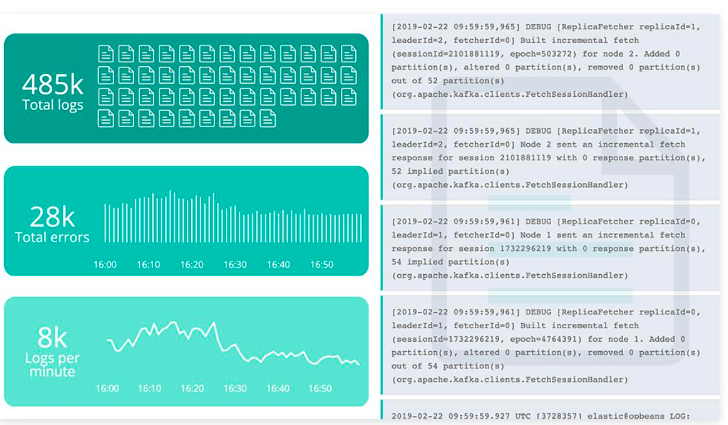 485k
Total logs
28k
Total errors
16:00 16:10 16:20 16:30 16:40 16:50
8k
Logs per
minute
16:00 16:10 16:20 16:30 16:40 16:50
[2019-02-22 09:59:59,965] DEBUG [ReplicaFetcher replicaId=1,
leaderId=2, fetcherId=0] Built incremental fetch
(sessionId=2101881119, epoch=503272) for node 2. Added 0
partition(s), altered 0 partition(s), removed 0 partition(s)
out of 52 partition(s)
(org.apache.kafka.clients.FetchSessionHandler)
[2019-02-22 09:59:59,965] DEBUG [ReplicaFetcher replicaId=1,
leaderId=2, fetcherId=0] Node 2 sent an incremental fetch
response for session 2101881119 with 0 response partition(s),
52 implied partition(s)
(org.apache.kafka.clients.FetchSessionHandler)
[2019-02-22 09:59:59,961] DEBUG [ReplicaFetcher replicaId=0,
leaderId=1, fetcherId=0] Node 1 sent an incremental fetch
response for session 1732296219 with 0 response partition(s),
54 implied partition(s)
(org.apache.kafka.clients.FetchSessionHandler)
[2019-02-22 09:59:59,961] DEBUG [ReplicaFetcher replicaId=0,
leaderId=1, fetcherId=0] Built incremental fetch
(sessionId=1732296219, epoch=4764391) for node 1. Added 0
partition(s), altered 0 partition(s), removed 0 partition(s)
out of 54 partition(s)
(org.apache.kafka.clients.FetchSessionHandler)
2019-02-22 09:59:59.927 UTC [3728357] elastic@opbeans LOG: